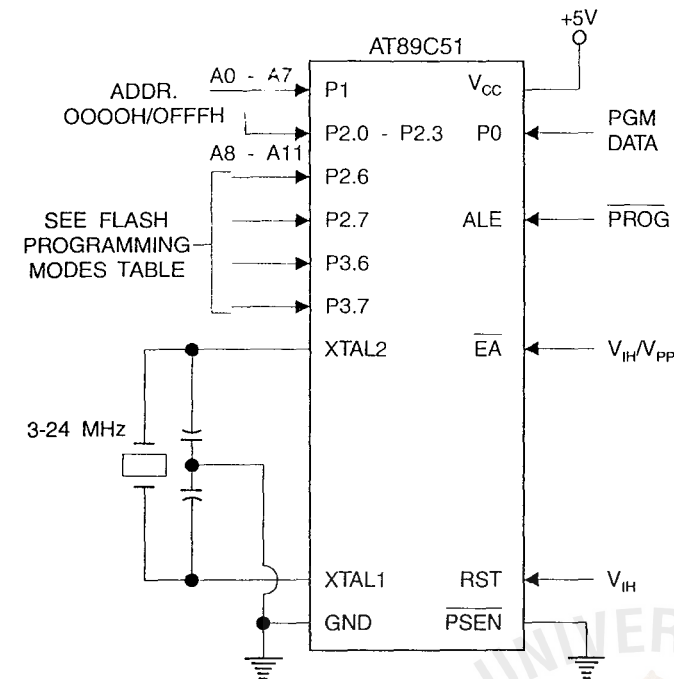 +5V
AT89C51
A0 - A7
ADDR.
OOOOH/OFFFH
P1
VCC
P2.0 - P2.3
P0
PGM
DATA
A8 - A11
P2.6
SEE FLASH
PROGRAMMING
MODES TABLE
P2.7
ALE
PROG
P3.6
P3.7
XTAL2
EA
VIH/VPP
3-24 MHz
XTAL1
RST
VIH
GND
PSEN
UNIVER